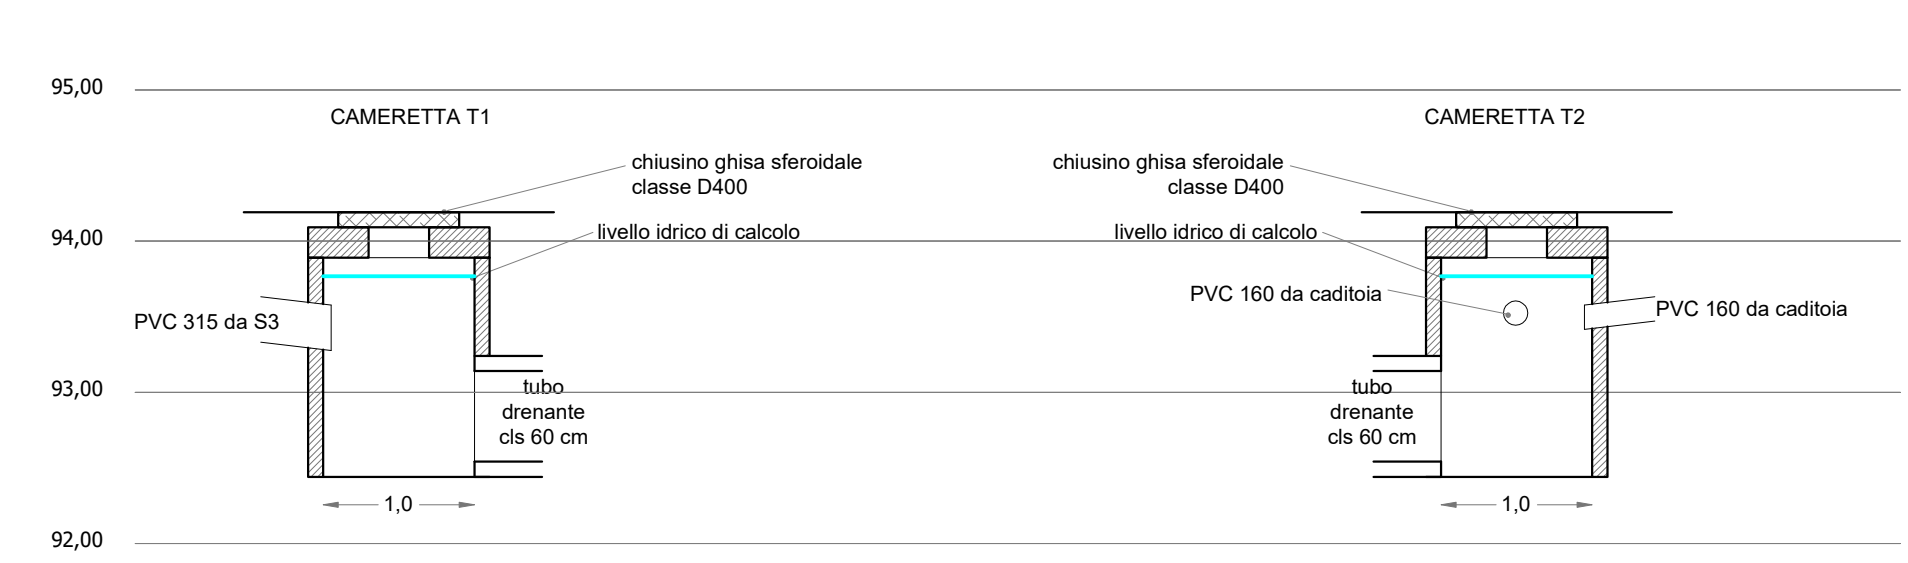 95,00
CAMERETTA T1
CAMERETTA T2
chiusino ghisa sferoidale
classe D400
chiusino ghisa sferoidale
classe D400
94,00
livello idrico di calcolo
livello idrico di calcolo
PVC 315 da S3
PVC 160 da caditoia
PVC 160 da caditoia
93,00
tubo
drenante
cls 60 cm
tubo
drenante
cls 60 cm
1,0
1,0
92,00